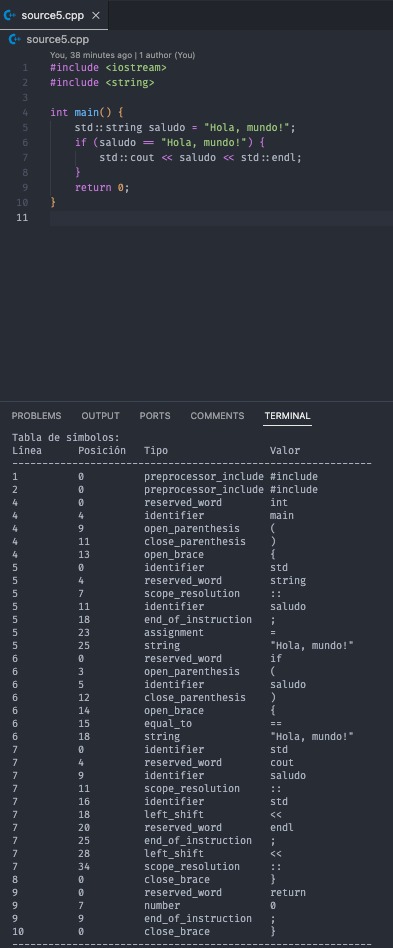 source5.cpp
source5.cpp
You, 38 minutes ago | 1 author (You)
1 #include <iostream>
2 #include <string>
3
4 int main() {
5 std::string saludo = "Hola, mundo!";
6 if (saludo == "Hola, mundo!") {
7 std::cout << saludo << std::endl;
8 }
9 return 0;
10 }
11
PROBLEMS OUTPUT PORTS COMMENTS TERMINAL
Tabla de símbolos:
Línea Posición Tipo Valor
------------------------------------------------------------
1 0 preprocessor_include #include
2 0 preprocessor_include #include
4 0 reserved_word int
4 4 identifier main
4 9 open_parenthesis (
4 11 close_parenthesis )
4 13 open_brace {
5 0 identifier std
5 4 reserved_word string
5 7 scope_resolution ::
5 11 identifier saludo
5 18 end_of_instruction ;
5 23 assignment =
5 25 string "Hola, mundo!"
6 0 reserved_word if
6 3 open_parenthesis (
6 5 identifier saludo
6 12 close_parenthesis )
6 14 open_brace {
6 15 equal_to ==
6 18 string "Hola, mundo!"
7 0 identifier std
7 4 reserved_word cout
7 9 identifier saludo
7 11 scope_resolution ::
7 16 identifier std
7 18 left_shift <<
7 20 reserved_word endl
7 25 end_of_instruction ;
7 28 left_shift <<
7 34 scope_resolution ::
8 0 close_brace }
9 0 reserved_word return
9 7 number 0
9 9 end_of_instruction ;
10 0 close_brace }
------------------------------------------------------------